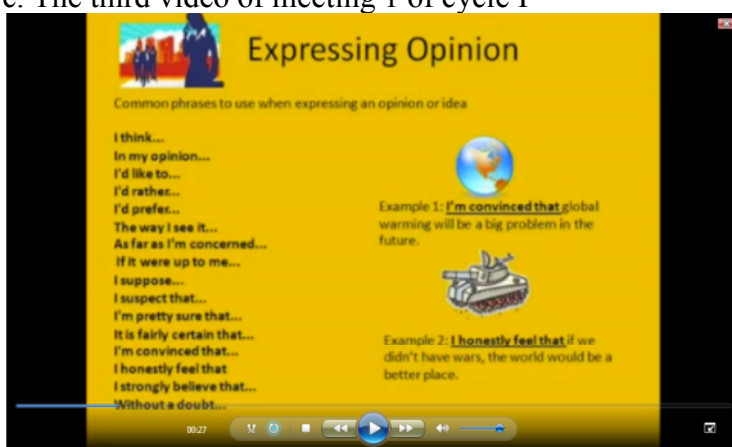 c. The third video of meeting 1 of cycle I
Expressing Opinion
Common phrases to use when expressing an opinion or idea
I think...
In my opinion...
I'd like to...
I'd rather...
I'd prefer...
The way I see it...
As far as I'm concerned...
If it were up to me...
I suppose...
I suspect that...
I'm pretty sure that...
It is fairly certain that...
I'm convinced that...
I honestly feel that
I strongly believe that...
Without a doubt...
Example 1: I'm convinced that global
warming will be a big problem in the
future.
Example 2: I honestly feel that if we
didn't have wars, the world would be a
better place.
00:27